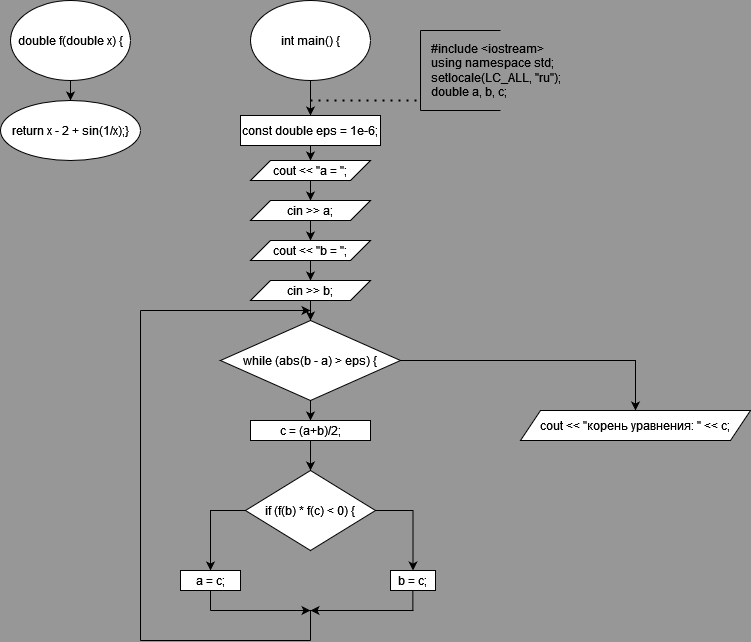 double f(double x) {
return x - 2 + sin(1/x);}
int main() {
#include <iostream>
using namespace std;
setlocale(LC_ALL, "ru");
double a, b, c;
const double eps = 1e-6;
cout << "a = ";
cin >> a;
cout << "b = ";
cin >> b;
while (abs(b - a) > eps) {
cout << "корень уравнения: " << c;
c = (a+b)/2;
if (f(b) * f(c) < 0) {
a = c;
b = c;